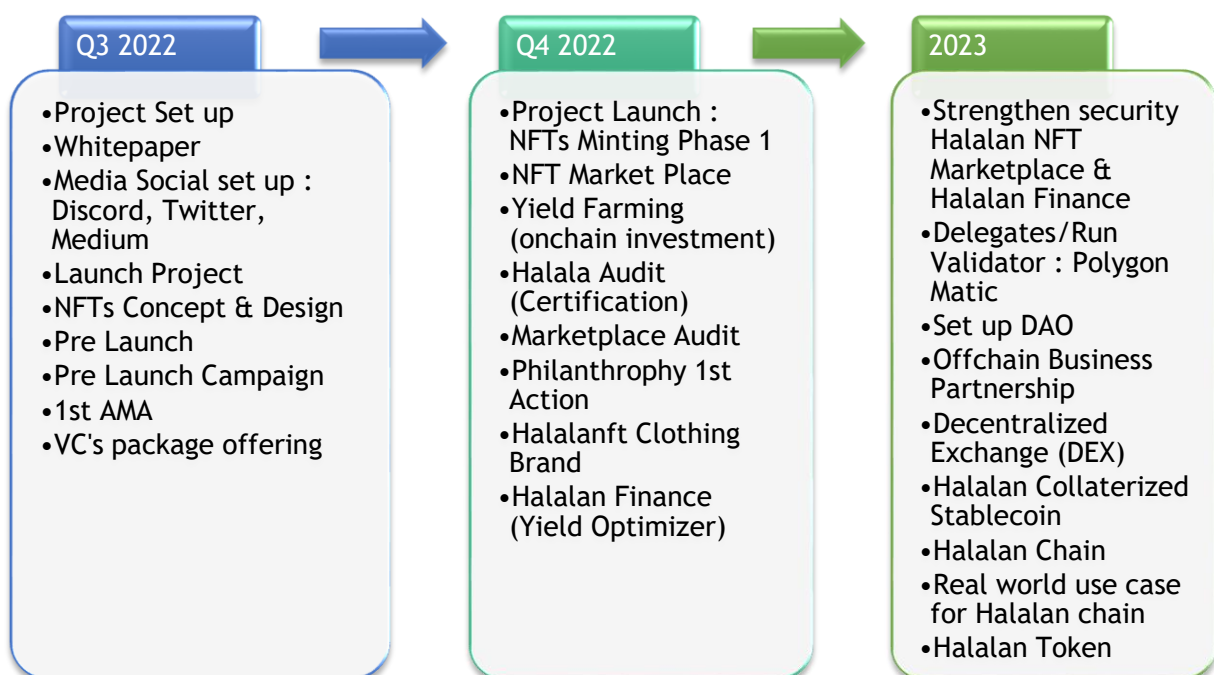 Q3 2022
•Project Set up
•Whitepaper
•Media Social set up :
Discord, Twitter,
Medium
•Launch Project
•NFTs Concept & Design
•Pre Launch
•Pre Launch Campaign
•1st AMA
•VC's package offering
Q4 2022
•Project Launch :
NFTs Minting Phase 1
•NFT Market Place
•Yield Farming
(onchain investment)
•Halala Audit
(Certification)
•Marketplace Audit
•Philanthrophy 1st
Action
•Halalanft Clothing
Brand
•Halalan Finance
(Yield Optimizer)
2023
•Strengthen security
Halalan NFT
Marketplace &
Halalan Finance
•Delegates/Run
Validator : Polygon
Matic
•Set up DAO
•Offchain Business
Partnership
•Decentralized
Exchange (DEX)
•Halalan Collaterized
Stablecoin
•Halalan Chain
•Real world use case
for Halalan chain
•Halalan Token